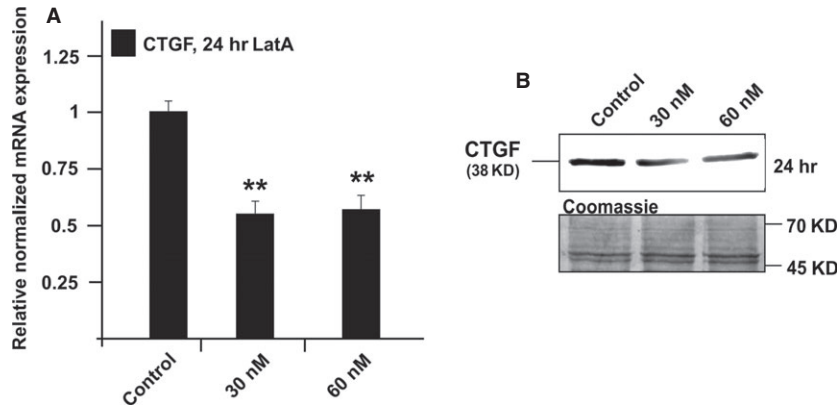 A
Relative normalized mRNA expression
CTGF, 24 hr LatA
1.25
1
0.75
0.5
0.25
**
**
Control
30 nM
60 nM
B
Control
30 nM
60 nM
CTGF
(38 KD)
24 hr
Coomassie
70 KD
45 KD